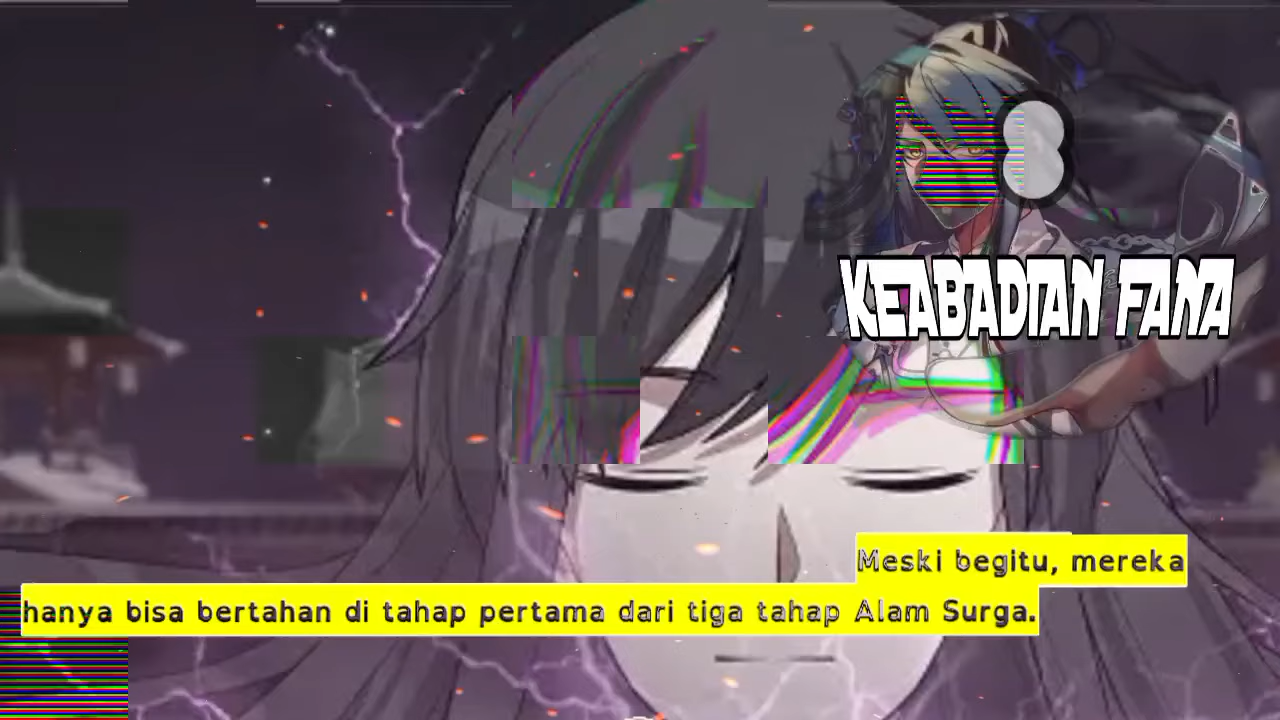 KEABADIAN FANA
Meski begitu, mereka
hanya bisa bertahan di tahap pertama dari tiga tahap Alam Surga.